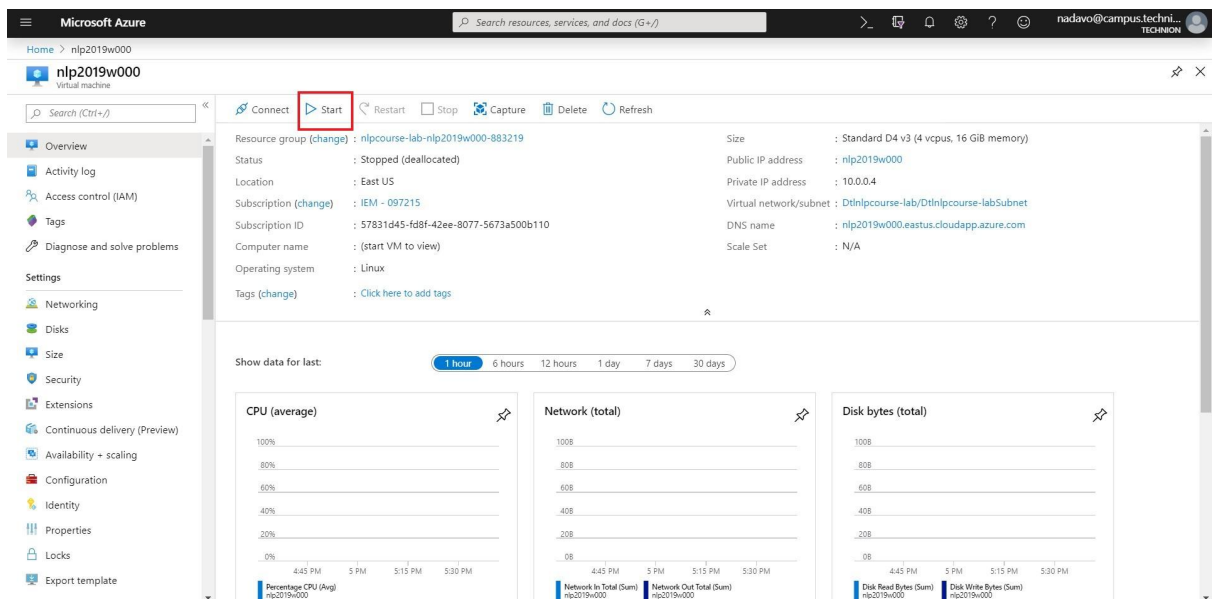 Microsoft Azure
Search resources, services, and docs (G+/)
nadavo@campus.techni...
TECHNION
Home > nlp2019w000
nlp2019w000
Virtual machine
Search (Ctrl+/)
Connect Start Restart Stop Capture Delete Refresh
Overview
Activity log
Access control (IAM)
Tags
Diagnose and solve problems
Settings
Networking
Disks
Size
Security
Extensions
Continuous delivery (Preview)
Availability + scaling
Configuration
Identity
Properties
Locks
Export template
Resource group (change) : nlpcourse-lab-nlp2019w000-883219
Status : Stopped (deallocated)
Location : East US
Subscription (change) : IEM - 097215
Subscription ID : 57831d45-fd8f-42ee-8077-5673a500b110
Computer name : (start VM to view)
Operating system : Linux
Tags (change) : Click here to add tags
Size : Standard D4 v3 (4 vcpus, 16 GiB memory)
Public IP address : nlp2019w000
Private IP address : 10.0.0.4
Virtual network/subnet : Dtlnlpcourse-lab/Dtlnlpcourse-labSubnet
DNS name : nlp2019w000.eastus.cloudapp.azure.com
Scale Set : N/A
Show data for last: 1 hour 6 hours 12 hours 1 day 7 days 30 days
CPU (average)
100%
80%
60%
40%
20%
0%
4:45 PM 5 PM 5:15 PM 5:30 PM
Percentage CPU (Avg)
nlp2019w000
Network (total)
100B
80B
60B
40B
20B
0B
4:45 PM 5 PM 5:15 PM 5:30 PM
Network In Total (Sum) Network Out Total (Sum)
nlp2019w000 nlp2019w000
Disk bytes (total)
100B
80B
60B
40B
20B
0B
4:45 PM 5 PM 5:15 PM 5:30 PM
Disk Read Bytes (Sum) Disk Write Bytes (Sum)
nlp2019w000 nlp2019w000